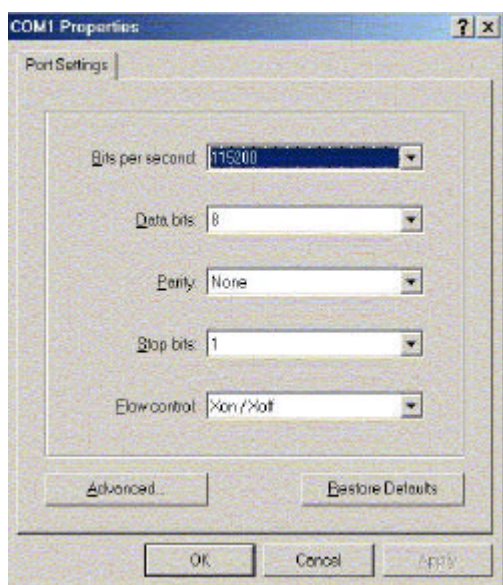 COM1 Properties
Port Settings
Bits per second: 115200
Data bits: 8
Parity: None
Stop bits: 1
Flow control: Xon / Xoff
Advanced...
Restore Defaults
OK
Cancel
Apply